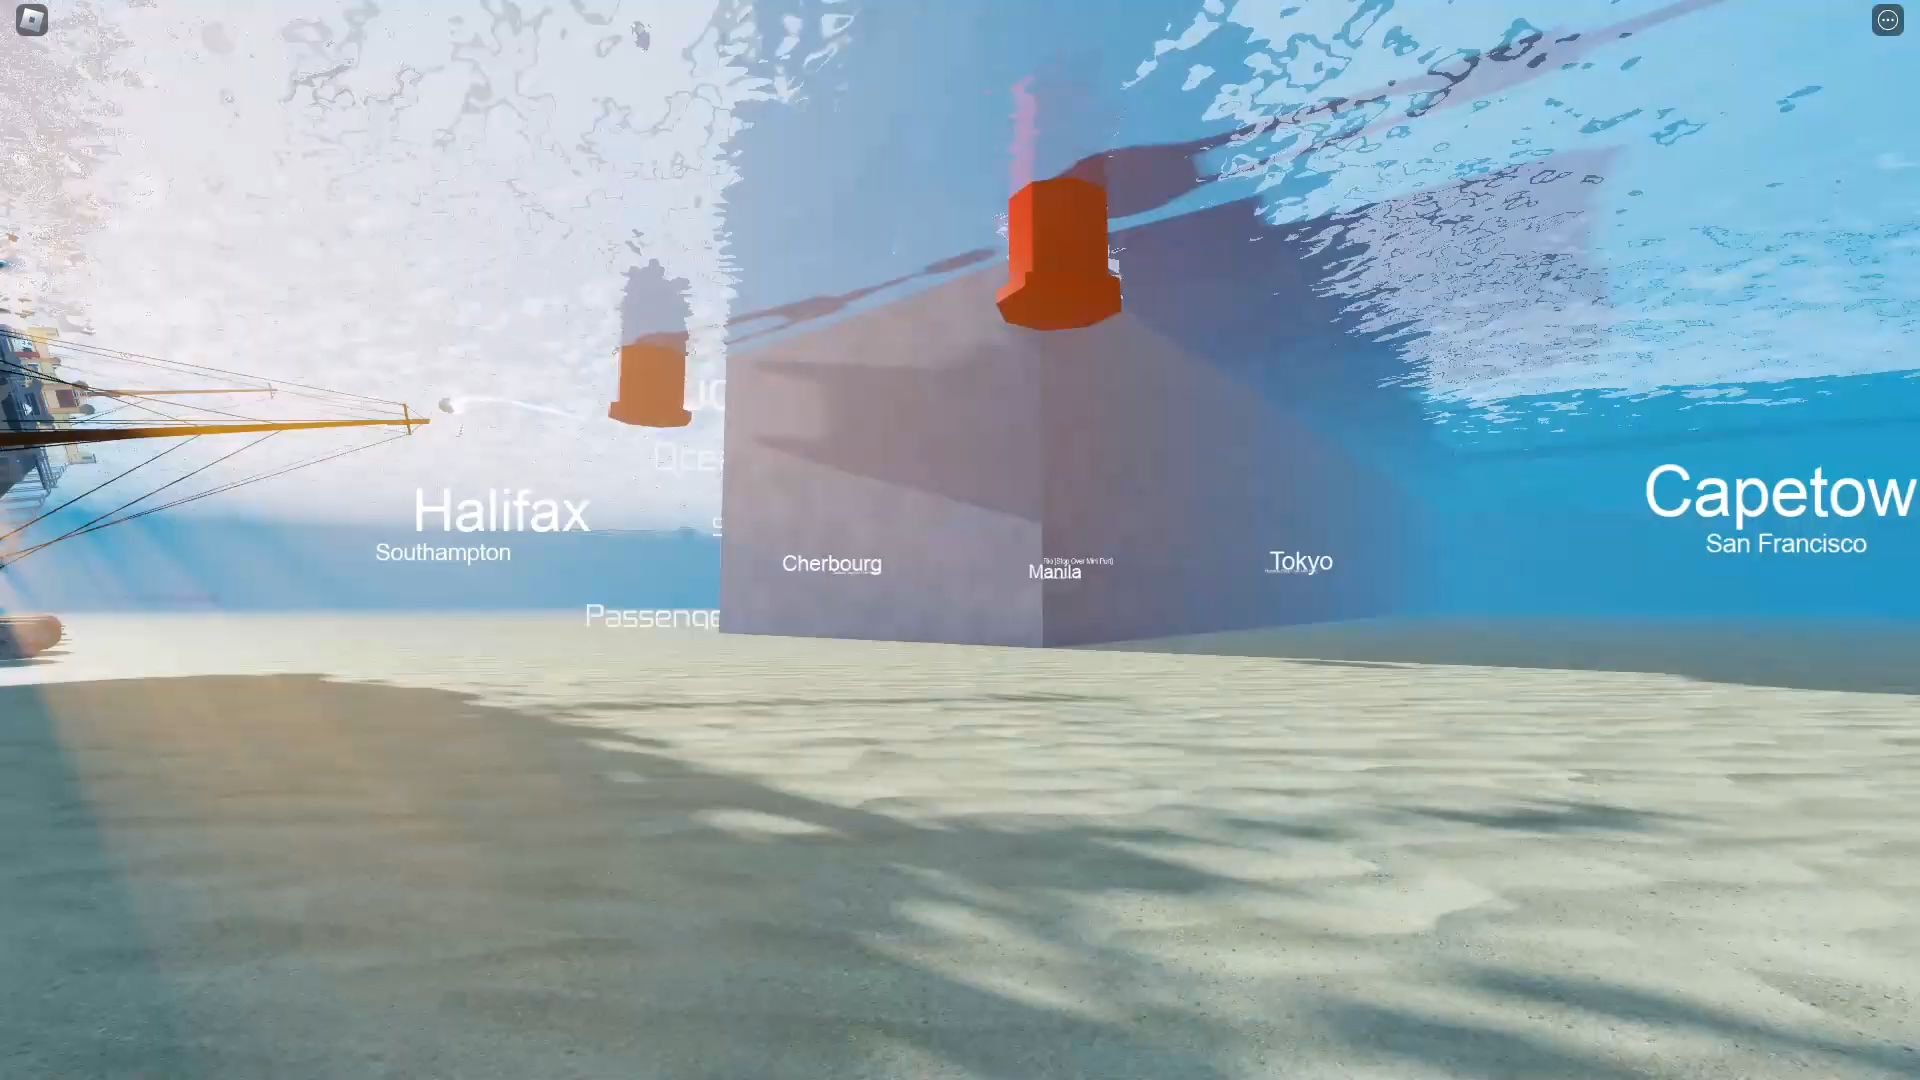 Halifax
Southampton
Cherbourg
Manila
Tokyo
Capetow
San Francisco
Passenge